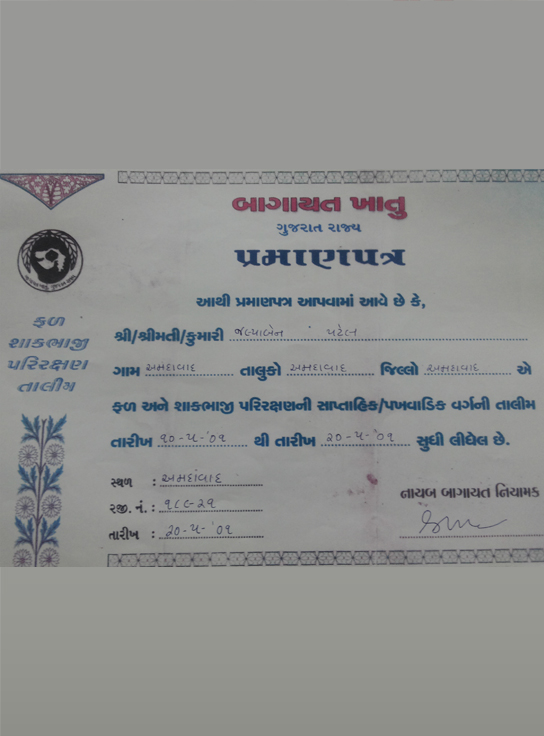 બાગાયત ખાતુ
ગુજરાત રાજ્ય
પ્રમાણપત્ર
ફળ
શાકભાજી
પરિરક્ષણ
તાલીમ
આથી પ્રમાણપત્ર આપવામાં આવે છે કે,
શ્રી/શ્રીમતી/કુમારી જલ્પાબેન પટેલ
ગામ અમદાવાદ તાલુકો અમદાવાદ જિલ્લો અમદાવાદ એ
ફળ અને શાકભાજી પરિરક્ષણની સાપ્તાહિક/પખવાડિક વર્ગની તાલીમ
તારીખ ૧૦-૫-'૦૧ થી તારીખ ૨૦-૫-'૦૧ સુધી લીધેલ છે.
સ્થળ : અમદાવાદ
રજી. નં. : ૧૮૯-૨૧
તારીખ : ૨૦-૫-'૦૧
નાયબ બાગાયત નિયામક